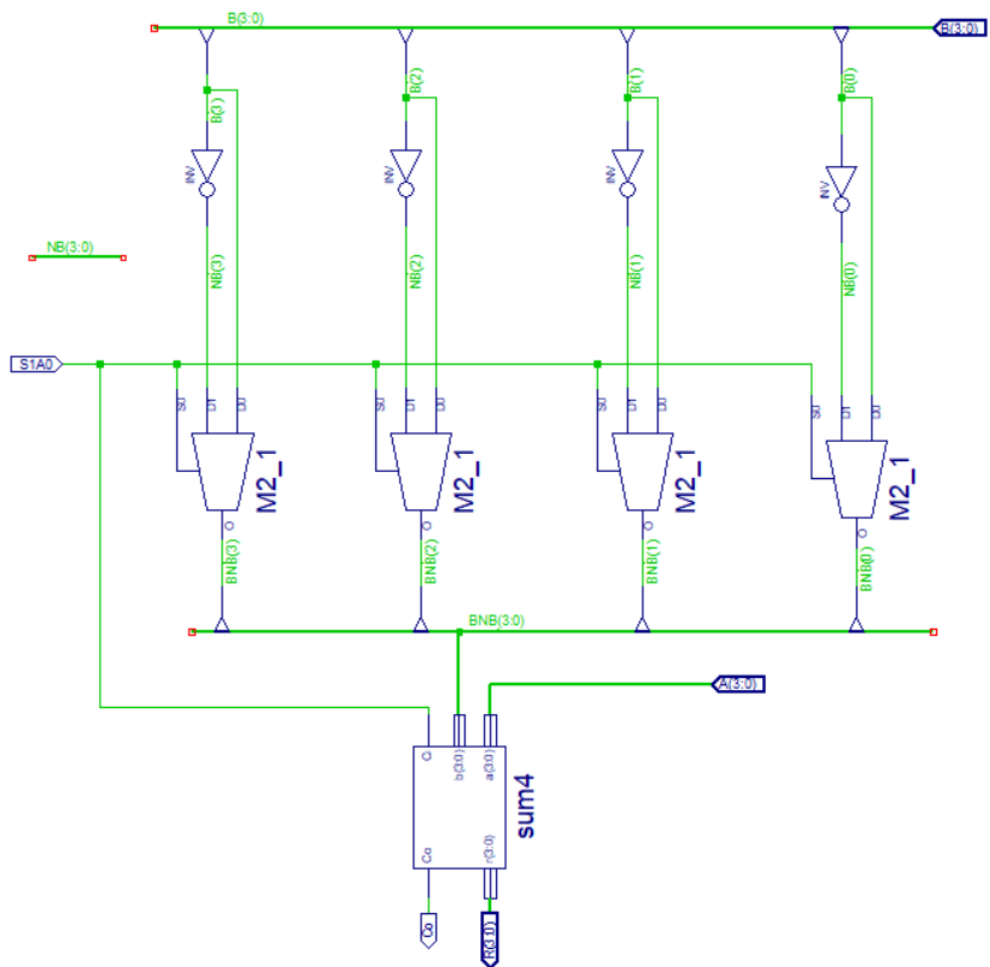 B(3:0)
B(3:0)
B(3)
B(2)
B(1)
B(0)
B(3)
INV
INV
INV
INV
NB(3:0)
NB(3)
NB(2)
NB(1)
NB(0)
S1A0
S0
D1
D0
S0
D1
D0
S0
D1
D0
S0
D1
D0
M2_1
M2_1
M2_1
M2_1
O
O
O
O
BNB(3)
BNB(2)
BNB(1)
BNB(0)
BNB(3:0)
A(3:0)
Ci
b(3:0)
a(3:0)
sum4
Co
r(3:0)
Co
R(3:0)